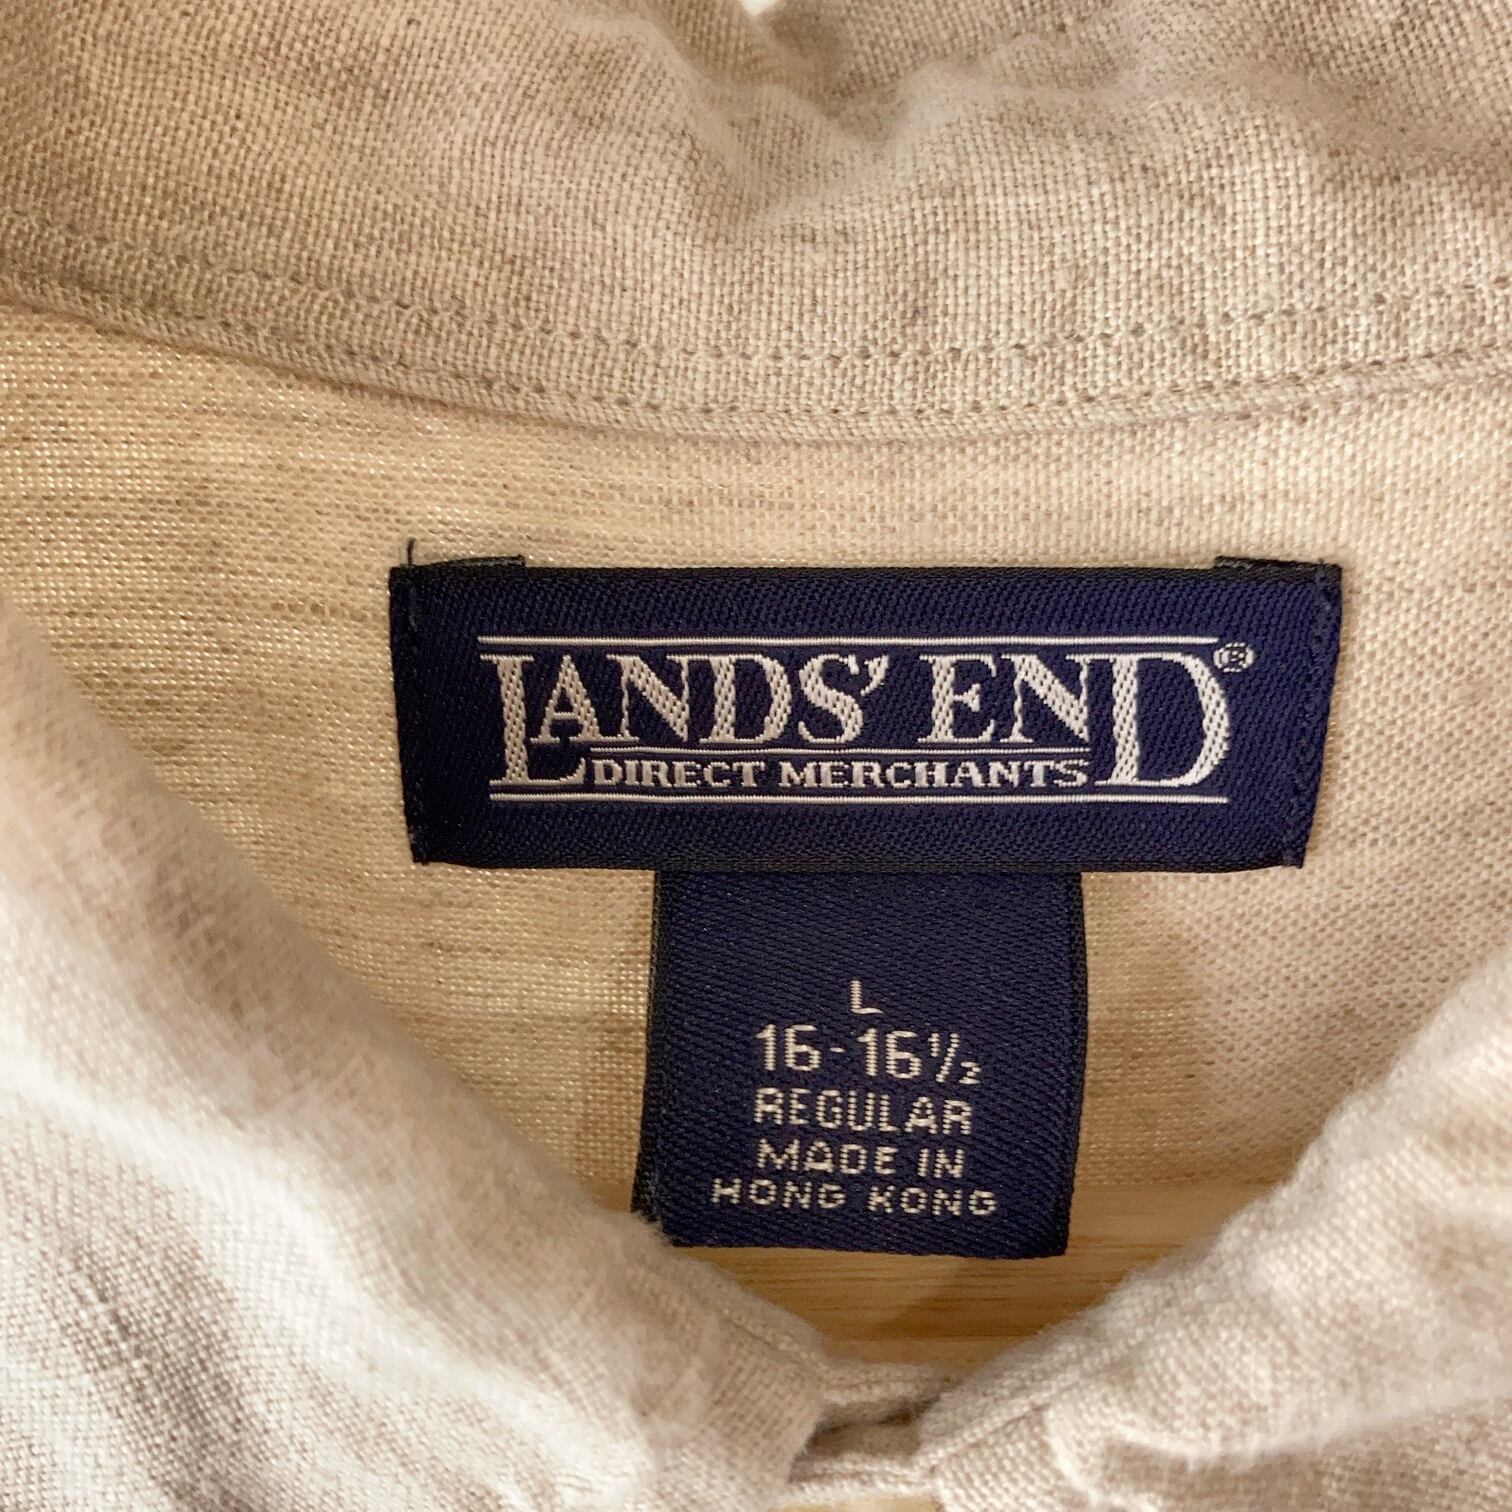 LANDS' END®
DIRECT MERCHANTS
L
16-16½
REGULAR
MADE IN
HONG KONG